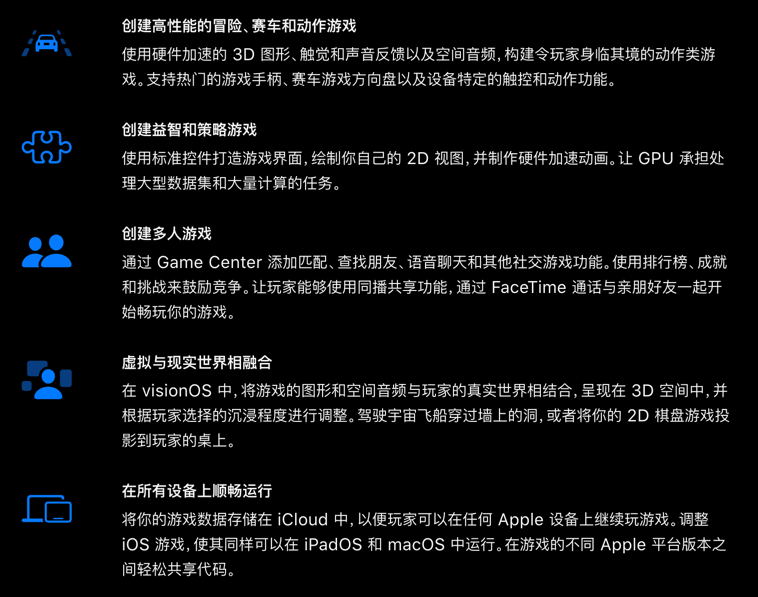 创建高性能的冒险、赛车和动作游戏
使用硬件加速的 3D 图形、触觉和声音反馈以及空间音频，构建令玩家身临其境的动作类游
戏。支持热门的游戏手柄、赛车游戏方向盘以及设备特定的触控和动作功能。
创建益智和策略游戏
使用标准控件打造游戏界面，绘制你自己的 2D 视图，并制作硬件加速动画。让 GPU 承担处
理大型数据集和大量计算的任务。
创建多人游戏
通过 Game Center 添加匹配、查找朋友、语音聊天和其他社交游戏功能。使用排行榜、成就
和挑战来鼓励竞争。让玩家能够使用同播共享功能，通过 FaceTime 通话与亲朋好友一起开
始畅玩你的游戏。
虚拟与现实世界相融合
在 visionOS 中，将游戏的图形和空间音频与玩家的真实世界相结合，呈现在 3D 空间中，并
根据玩家选择的沉浸程度进行调整。驾驶宇宙飞船穿过墙上的洞，或者将你的 2D 棋盘游戏投
影到玩家的桌上。
在所有设备上顺畅运行
将你的游戏数据存储在 iCloud 中，以便玩家可以在任何 Apple 设备上继续玩游戏。调整
iOS 游戏，使其同样可以在 iPadOS 和 macOS 中运行。在游戏的不同 Apple 平台版本之
间轻松共享代码。